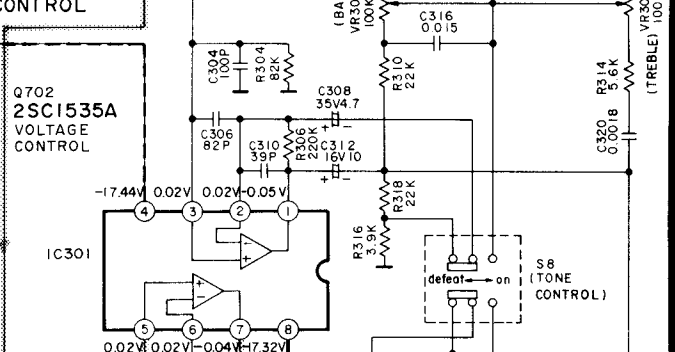 CONTROL
(BA
VR30
100K
C316
0.015
VR30
100
(TREBLE)
C304
100P
R304
82K
R310
22K
R314
5.6K
Q702
2SC1535A
VOLTAGE
CONTROL
C308
35V4.7
+ -
C306
82P
C310
39P
R306
220K
C312
16V10
+ -
C320
0.0018
-17.44V 0.02V 0.02V -0.05V
4 3 2 1
R318
22K
R316
3.9K
IC301
- +
+ -
S8
(TONE
CONTROL)
defeat on
5 6 7 8
0.02V 0.02V -0.04V -17.32V